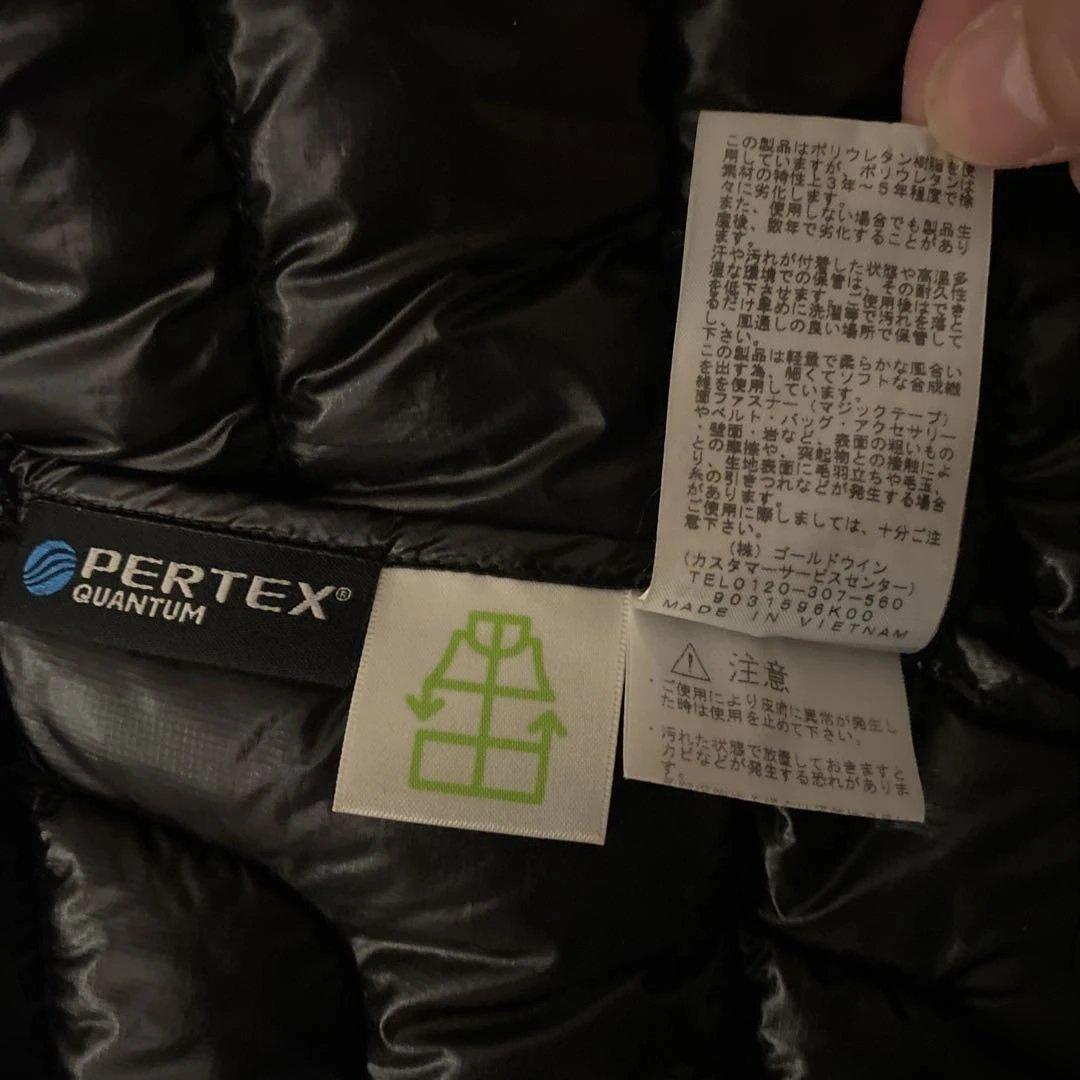 この製品はポリウレタン樹脂を使
用していますが、ポリウレタンは
素材の特性上3年～5年程度で徐
々に劣化します。
また、使用しない場合でも製品生
産後、数年で劣化することがあり
ます。
汗や汚れが付着した状態や高温多
湿な環境での保管は、その耐久性
を低下させます。ご使用後はでき
るだけ早めに洗い、汚れを落と
し、風通しの良い場所で保管して
下さい。
この製品は軽量で柔らかな風合い
を出す為、細くてソフトな合成繊
維を使用しています。
面ファスナー（マジックテープ）
やベルト・バッグ・アクセサリー
・壁面・岩など、表面の粗いもの
との摩擦や、突起物との接触によ
り、生地表面に羽立ちや毛玉、
糸引きなどが発生する場合
があります。
ご使用に際しましては、十分ご注
意下さい。
（株）ゴールドウイン
（カスタマーサービスセンター）
TEL0120-307-560
9031596K00
MADE IN VIETNAM
PERTEX®
QUANTUM
注意
・ご使用により皮膚に異常が発生し
た時は使用を止めて下さい。
・汚れた状態で放置しておきますと
カビなどが発生する恐れがありま